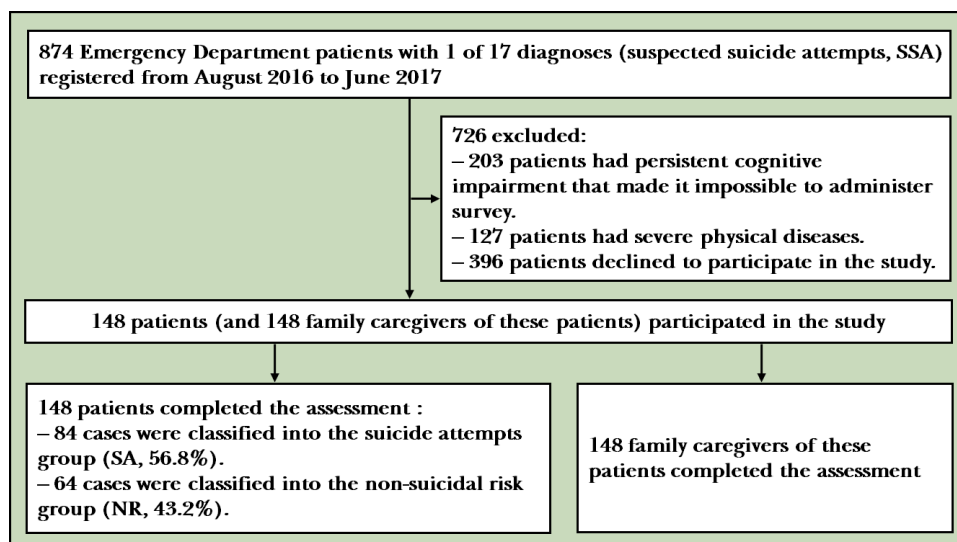 874 Emergency Department patients with 1 of 17 diagnoses (suspected suicide attempts, SSA)
registered from August 2016 to June 2017
726 excluded:
– 203 patients had persistent cognitive
impairment that made it impossible to administer
survey.
– 127 patients had severe physical diseases.
– 396 patients declined to participate in the study.
148 patients (and 148 family caregivers of these patients) participated in the study
148 patients completed the assessment :
– 84 cases were classified into the suicide attempts
group (SA, 56.8%).
– 64 cases were classified into the non-suicidal risk
group (NR, 43.2%).
148 family caregivers of these
patients completed the assessment